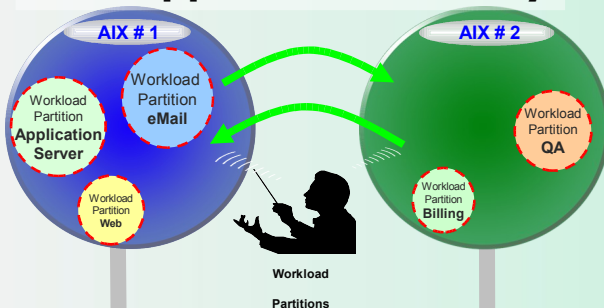 AIX # 1
AIX # 2
Workload
Partition
eMail
Workload
Partition
Application
Server
Workload
Partition
Web
Workload
Partition
QA
Workload
Partition
Billing
Workload
Partitions